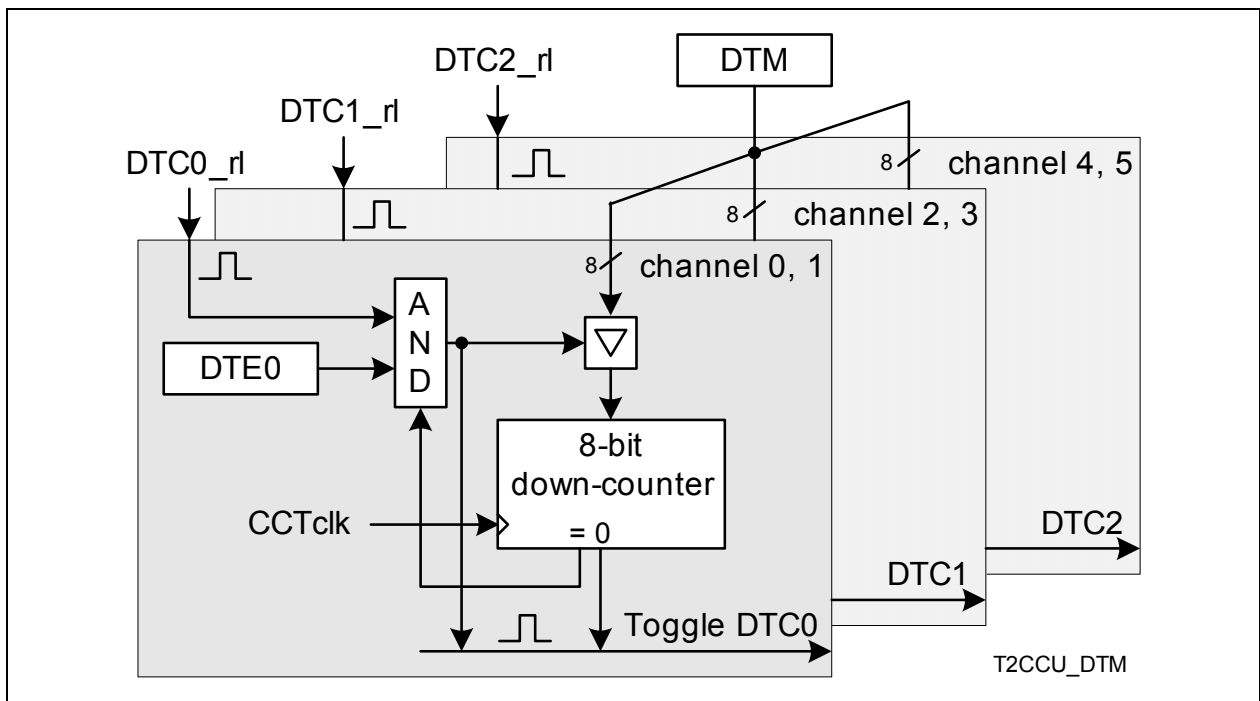 DTC2_rl
DTM
DTC1_rl
DTC0_rl
8
channel 4, 5
8
channel 2, 3
8
channel 0, 1
A
N
D
DTE0
8-bit
down-counter
CCTclk
= 0
DTC2
DTC1
Toggle DTC0
T2CCU_DTM